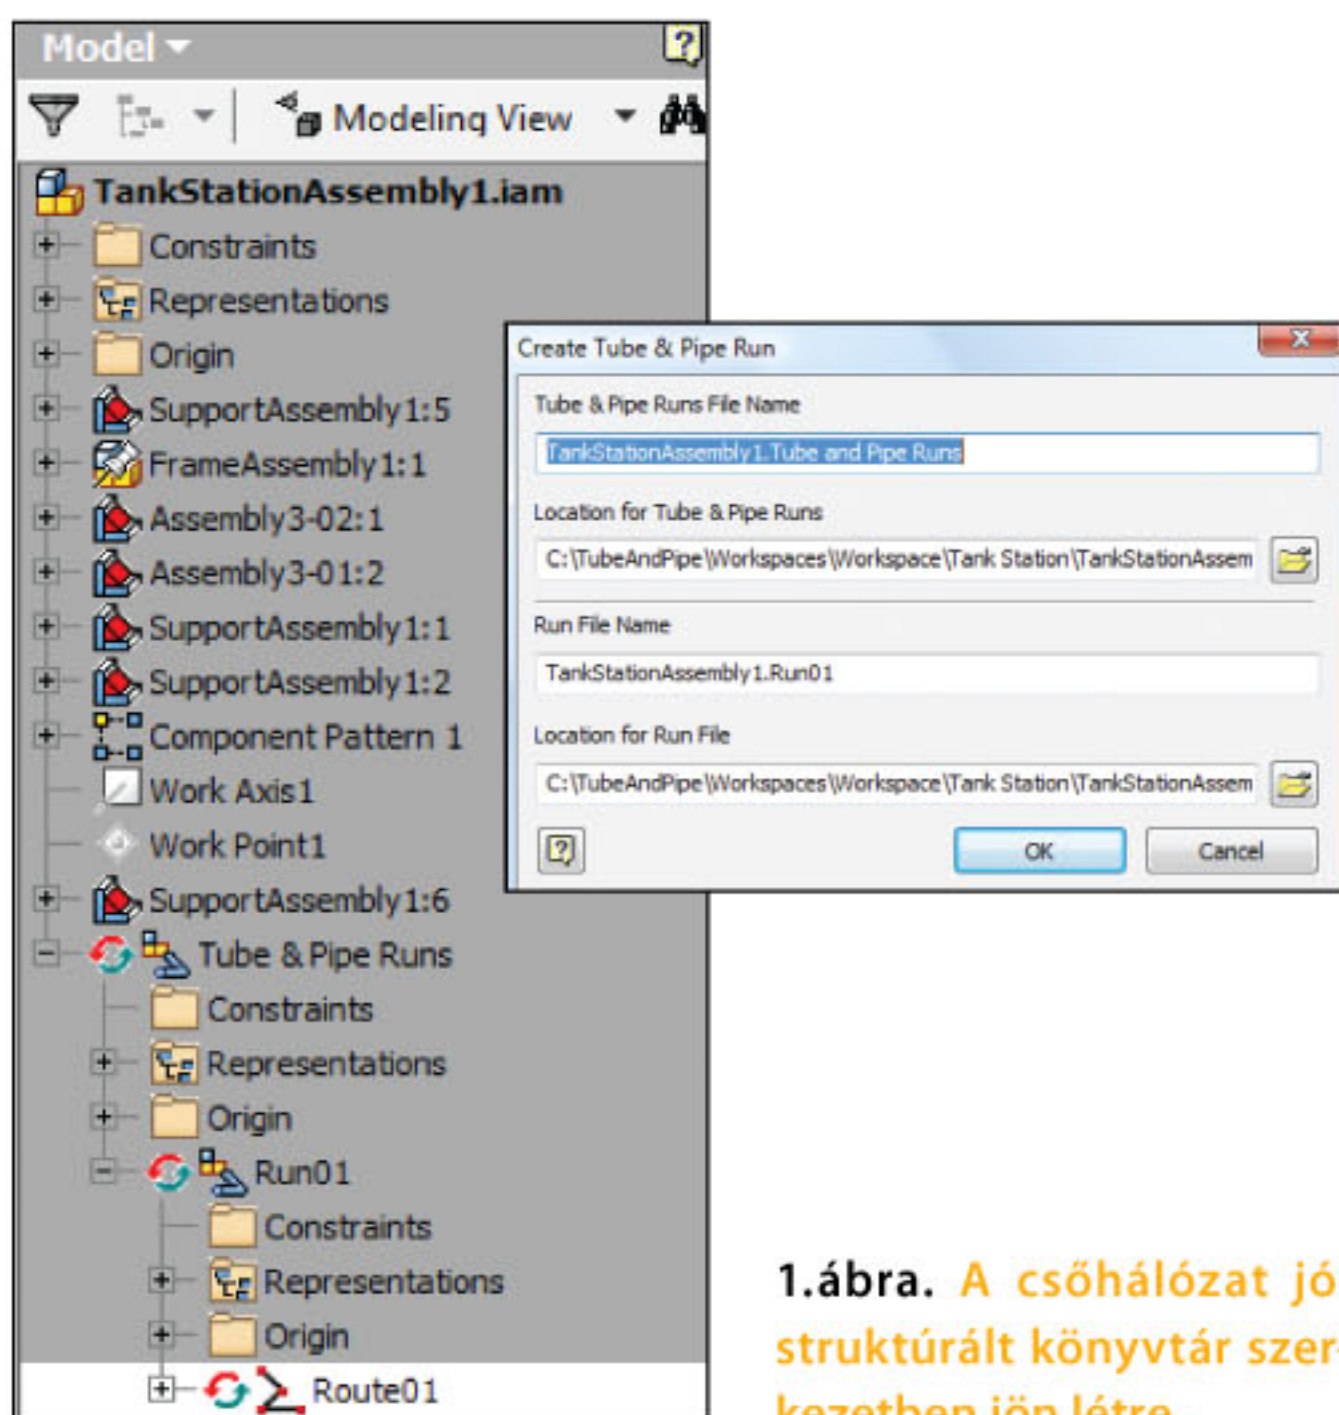 Model
Modeling View
TankStationAssembly1.iam
Constraints
Representations
Origin
SupportAssembly1:5
FrameAssembly1:1
Assembly3-02:1
Assembly3-01:2
SupportAssembly1:1
SupportAssembly1:2
Component Pattern 1
Work Axis1
Work Point1
SupportAssembly1:6
Tube & Pipe Runs
Constraints
Representations
Origin
Run01
Constraints
Representations
Origin
Route01
Create Tube & Pipe Run
Tube & Pipe Runs File Name
TankStationAssembly1.Tube and Pipe Runs
Location for Tube & Pipe Runs
C:\TubeAndPipe\Workspaces\Workspace\Tank Station\TankStationAssem
Run File Name
TankStationAssembly1.Run01
Location for Run File
C:\TubeAndPipe\Workspaces\Workspace\Tank Station\TankStationAssem
OK
Cancel
1.ábra. A csőhálózat jó
struktúrált könyvtár szer-
kezetben jön létre